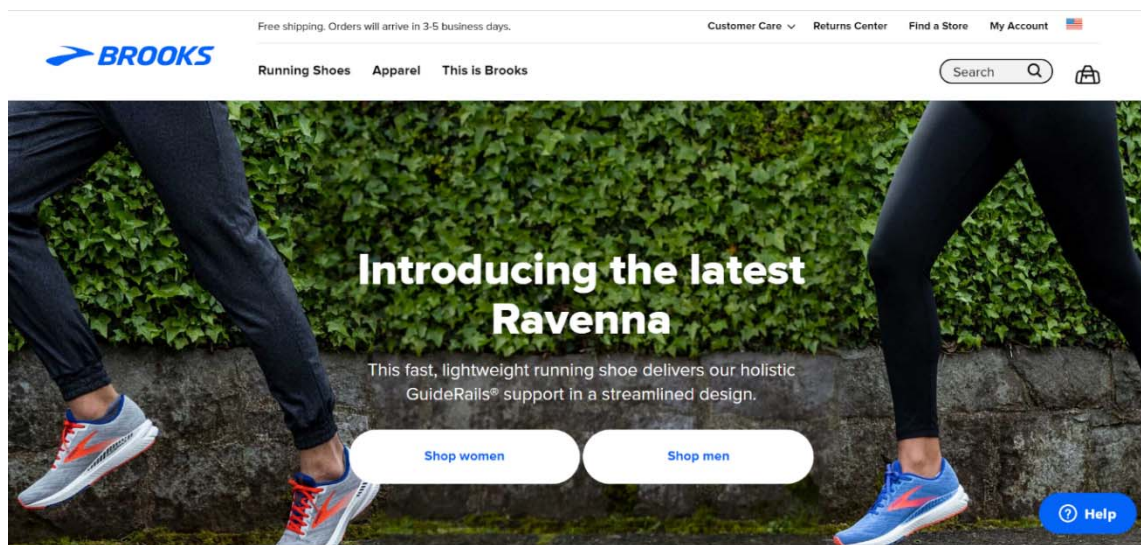 Free shipping. Orders will arrive in 3-5 business days.
Customer Care Returns Center Find a Store My Account
BROOKS
Running Shoes Apparel This is Brooks
Search
Introducing the latest
Ravenna
This fast, lightweight running shoe delivers our holistic
GuideRails® support in a streamlined design.
Shop women Shop men
Help